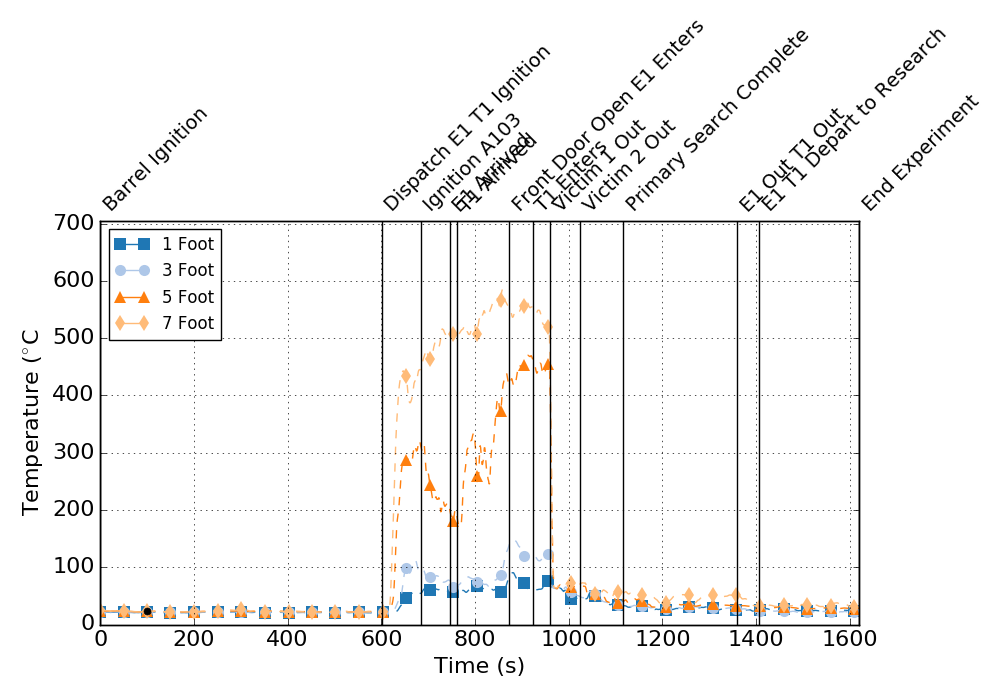 Barrel Ignition
Dispatch E1 T1 Ignition
Ignition A103
E1 Arrived
T1 Arrived
Front Door Open E1 Enters
T1 Enters
Victim 1 Out
Victim 2 Out
Primary Search Complete
E1 Out T1 Out
E1 T1 Depart to Research
End Experiment
700
600
500
400
300
200
100
0
Temperature (°C
1 Foot
3 Foot
5 Foot
7 Foot
0 200 400 600 800 1000 1200 1400 1600
Time (s)